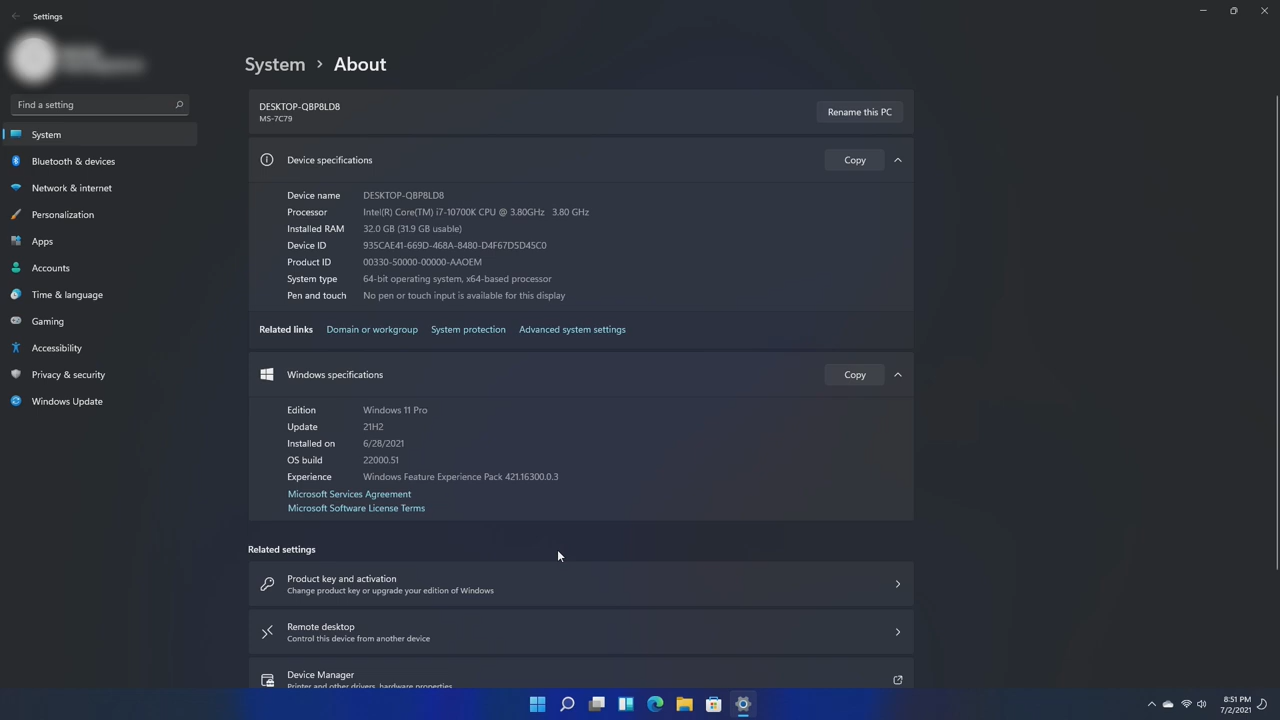 Settings
System > About
Find a setting
System
Bluetooth & devices
Network & internet
Personalization
Apps
Accounts
Time & language
Gaming
Accessibility
Privacy & security
Windows Update
DESKTOP-QBP8LD8
MS-7C79
Rename this PC
Device specifications
Copy
Device name DESKTOP-QBP8LD8
Processor Intel(R) Core(TM) i7-10700K CPU @ 3.80GHz 3.80 GHz
Installed RAM 32.0 GB (31.9 GB usable)
Device ID 935CAE41-669D-468A-8480-D4F67D5D45C0
Product ID 00330-50000-00000-AAOEM
System type 64-bit operating system, x64-based processor
Pen and touch No pen or touch input is available for this display
Related links Domain or workgroup System protection Advanced system settings
Windows specifications
Copy
Edition Windows 11 Pro
Update 21H2
Installed on 6/28/2021
OS build 22000.51
Experience Windows Feature Experience Pack 421.16300.0.3
Microsoft Services Agreement
Microsoft Software License Terms
Related settings
Product key and activation
Change product key or upgrade your edition of Windows
Remote desktop
Control this device from another device
Device Manager
Printer and other drivers, hardware properties
8:51 PM
7/2/2021